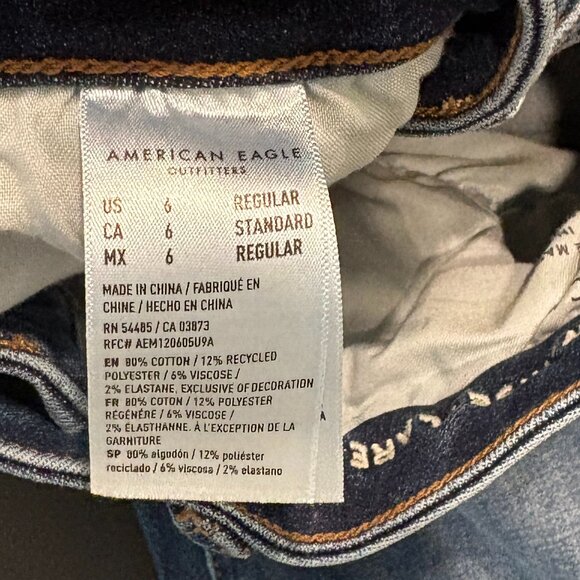 AMERICAN EAGLE
OUTFITTERS
US 6 REGULAR
CA 6 STANDARD
MX 6 REGULAR
MADE IN CHINA / FABRIQUÉ EN
CHINE / HECHO EN CHINA
RN 54485 / CA 03873
RFC# AEM120605U9A
EN 80% COTTON / 12% RECYCLED
POLYESTER / 6% VISCOSE /
2% ELASTANE, EXCLUSIVE OF DECORATION
FR 80% COTON / 12% POLYESTER
RÉGÉNÉRÉ / 6% VISCOSE /
2% ÉLASTHANNE, À L'EXCEPTION DE LA
GARNITURE
SP 80% algodón / 12% poliéster
reciclado / 6% viscosa / 2% elastano